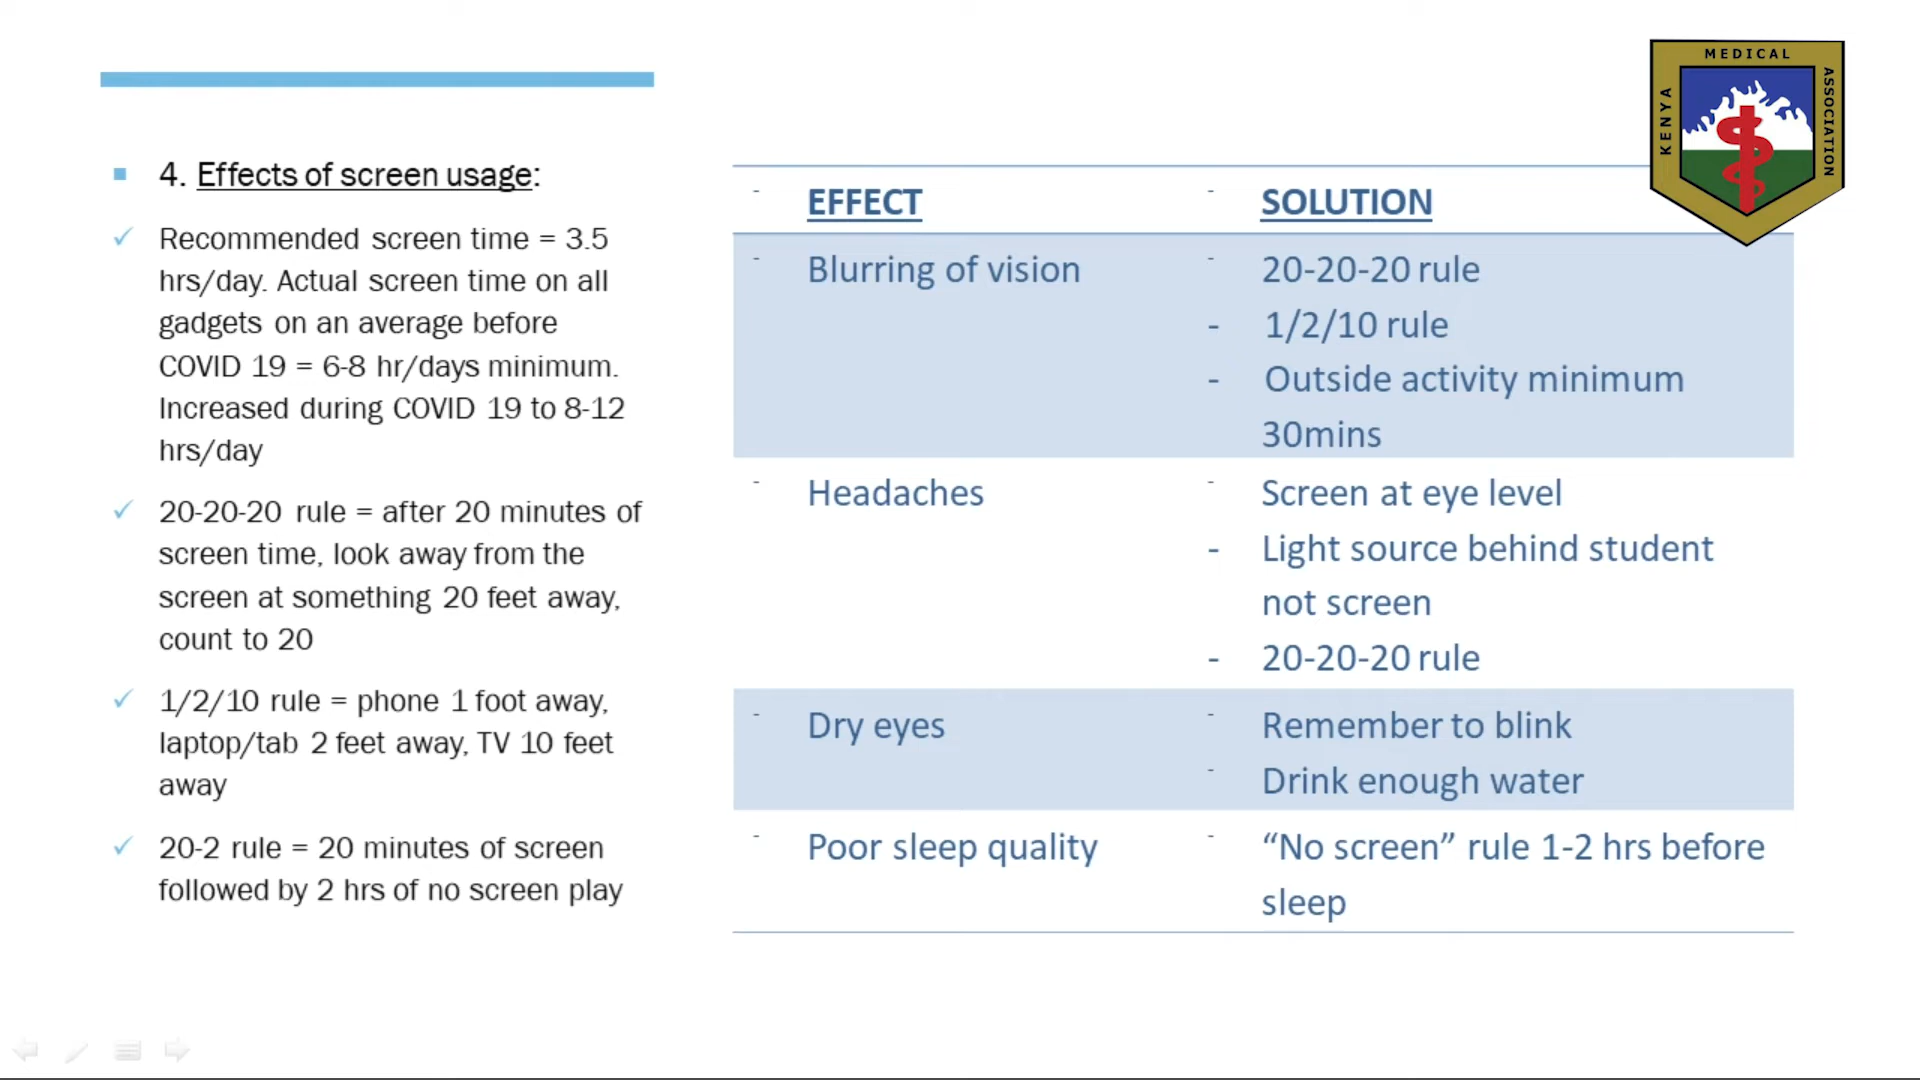 4. Effects of screen usage:
Recommended screen time = 3.5
hrs/day. Actual screen time on all
gadgets on an average before
COVID 19 = 6-8 hr/days minimum.
Increased during COVID 19 to 8-12
hrs/day
20-20-20 rule = after 20 minutes of
screen time, look away from the
screen at something 20 feet away,
count to 20
1/2/10 rule = phone 1 foot away,
laptop/tab 2 feet away, TV 10 feet
away
20-2 rule = 20 minutes of screen
followed by 2 hrs of no screen play
- EFFECT
- SOLUTION
- Blurring of vision
- 20-20-20 rule
- 1/2/10 rule
- Outside activity minimum
30mins
- Headaches
- Screen at eye level
- Light source behind student
not screen
- 20-20-20 rule
- Dry eyes
- Remember to blink
- Drink enough water
- Poor sleep quality
- “No screen” rule 1-2 hrs before
sleep
KENYA
MEDICAL
ASSOCIATION